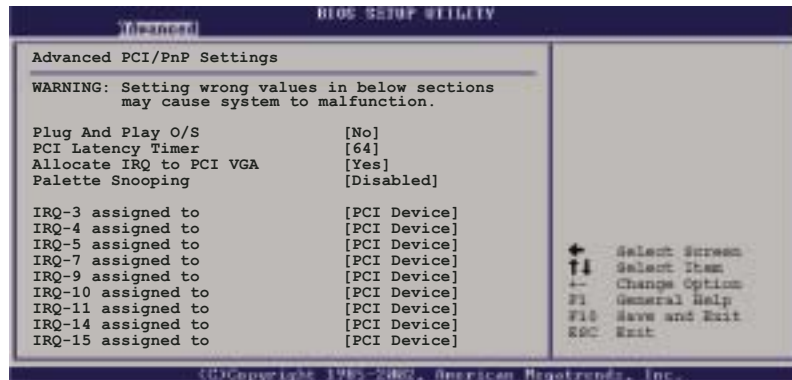 BIOS SETUP UTILITY
Advanced
Advanced PCI/PnP Settings
WARNING: Setting wrong values in below sections
may cause system to malfunction.
Plug And Play O/S [No]
PCI Latency Timer [64]
Allocate IRQ to PCI VGA [Yes]
Palette Snooping [Disabled]
IRQ-3 assigned to [PCI Device]
IRQ-4 assigned to [PCI Device]
IRQ-5 assigned to [PCI Device]
IRQ-7 assigned to [PCI Device]
IRQ-9 assigned to [PCI Device]
IRQ-10 assigned to [PCI Device]
IRQ-11 assigned to [PCI Device]
IRQ-14 assigned to [PCI Device]
IRQ-15 assigned to [PCI Device]
← Select Screen
↑↓ Select Item
+- Change Option
F1 General Help
F10 Save and Exit
ESC Exit
(C)Copyright 1985-2002, American Megatrends, Inc.